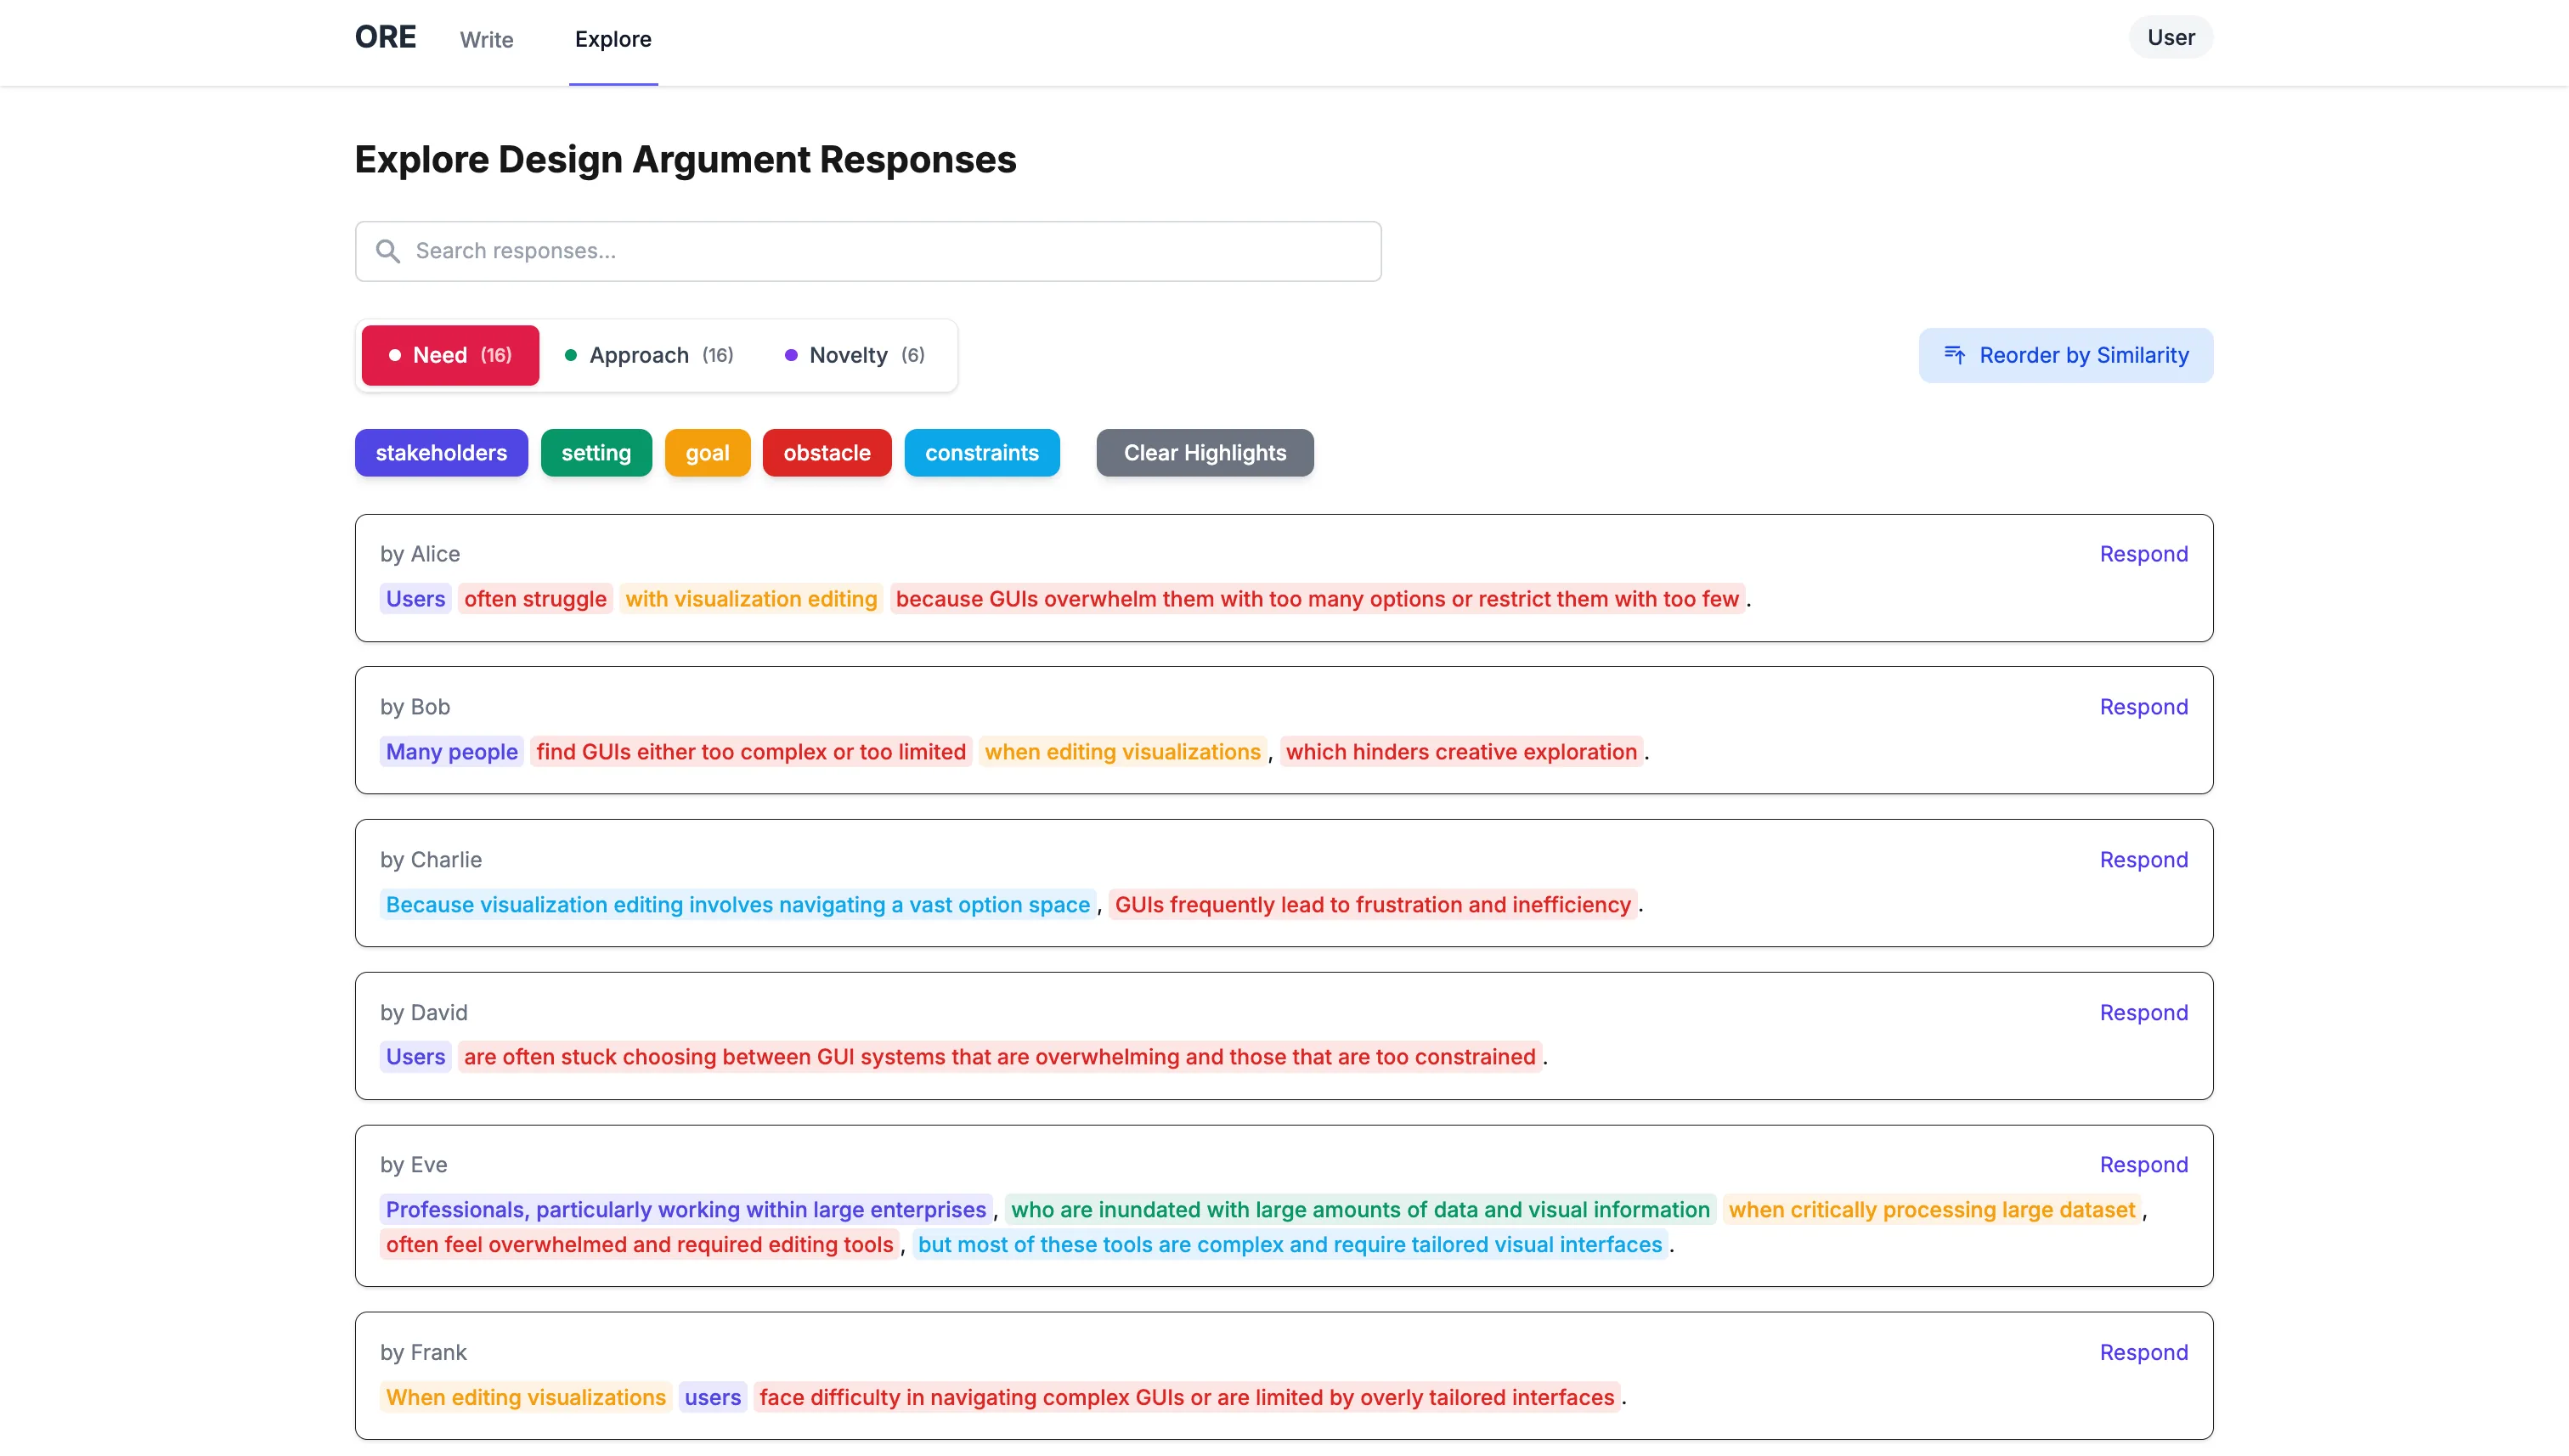 ORE Write Explore User
Explore Design Argument Responses
Search responses...
Need (16) Approach (16) Novelty (6) Reorder by Similarity
stakeholders setting goal obstacle constraints Clear Highlights
by Alice Respond
Users often struggle with visualization editing because GUIs overwhelm them with too many options or restrict them with too few.
by Bob Respond
Many people find GUIs either too complex or too limited when editing visualizations, which hinders creative exploration.
by Charlie Respond
Because visualization editing involves navigating a vast option space, GUIs frequently lead to frustration and inefficiency.
by David Respond
Users are often stuck choosing between GUI systems that are overwhelming and those that are too constrained.
by Eve Respond
Professionals, particularly working within large enterprises, who are inundated with large amounts of data and visual information when critically processing large dataset,
often feel overwhelmed and required editing tools, but most of these tools are complex and require tailored visual interfaces.
by Frank Respond
When editing visualizations users face difficulty in navigating complex GUIs or are limited by overly tailored interfaces.